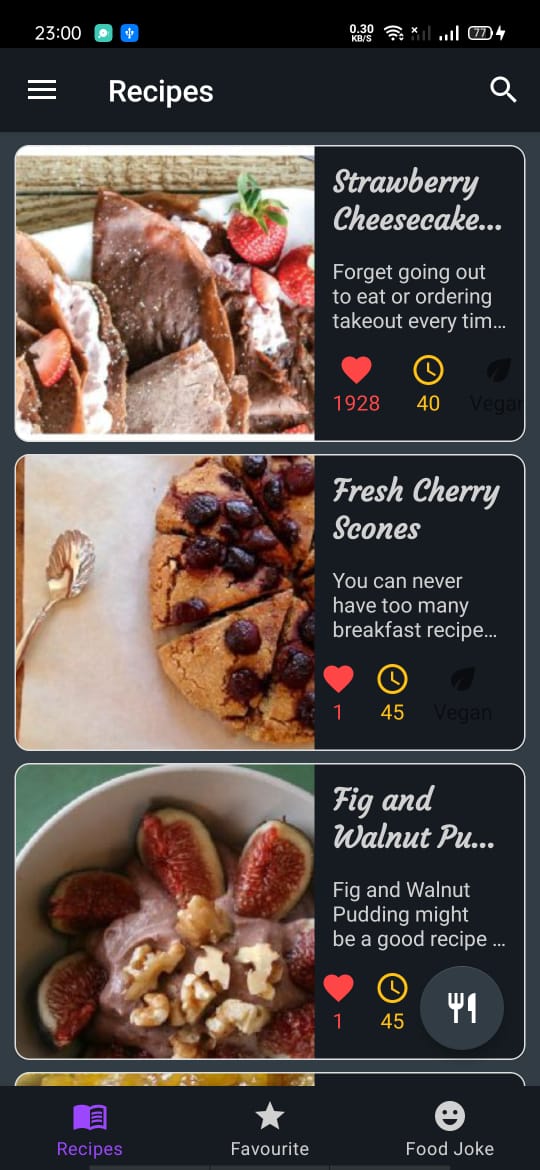 23:00
0.30
KB/S
77
Recipes
Strawberry
Cheesecake...
Forget going out
to eat or ordering
takeout every tim...
1928
40
Vegan
Fresh Cherry
Scones
You can never
have too many
breakfast recipe...
1
45
Vegan
Fig and
Walnut Pu...
Fig and Walnut
Pudding might
be a good recipe ...
1
45
Recipes
Favourite
Food Joke